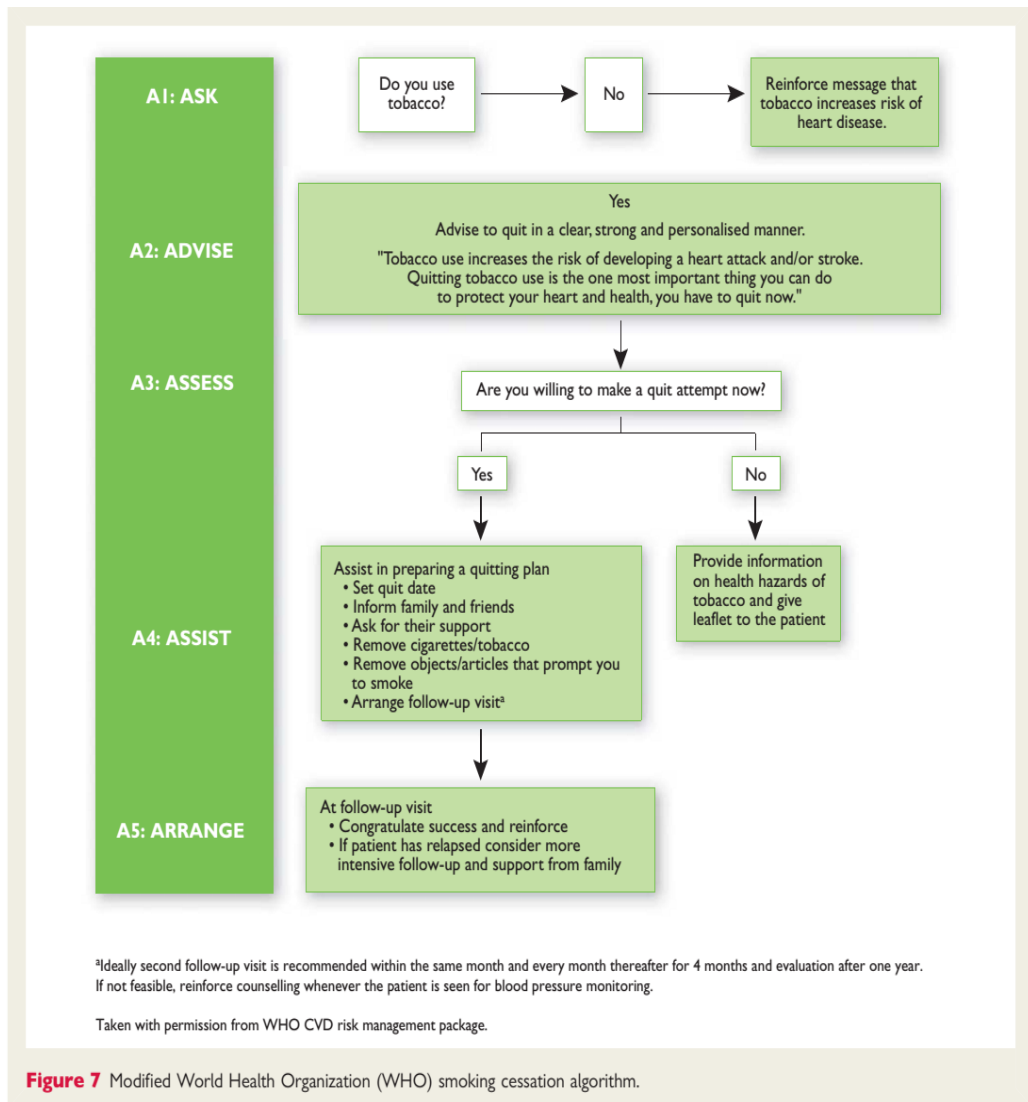 A1: ASK
Do you use
tobacco?
No
Reinforce message that
tobacco increases risk of
heart disease.
A2: ADVISE
Yes
Advise to quit in a clear, strong and personalised manner.
"Tobacco use increases the risk of developing a heart attack and/or stroke.
Quitting tobacco use is the one most important thing you can do
to protect your heart and health, you have to quit now."
A3: ASSESS
Are you willing to make a quit attempt now?
Yes
No
A4: ASSIST
Assist in preparing a quitting plan
• Set quit date
• Inform family and friends
• Ask for their support
• Remove cigarettes/tobacco
• Remove objects/articles that prompt you
to smoke
• Arrange follow-up visitª
Provide information
on health hazards of
tobacco and give
leaflet to the patient
A5: ARRANGE
At follow-up visit
• Congratulate success and reinforce
• If patient has relapsed consider more
intensive follow-up and support from family
ªIdeally second follow-up visit is recommended within the same month and every month thereafter for 4 months and evaluation after one year.
If not feasible, reinforce counselling whenever the patient is seen for blood pressure monitoring.
Taken with permission from WHO CVD risk management package.
Figure 7 Modified World Health Organization (WHO) smoking cessation algorithm.